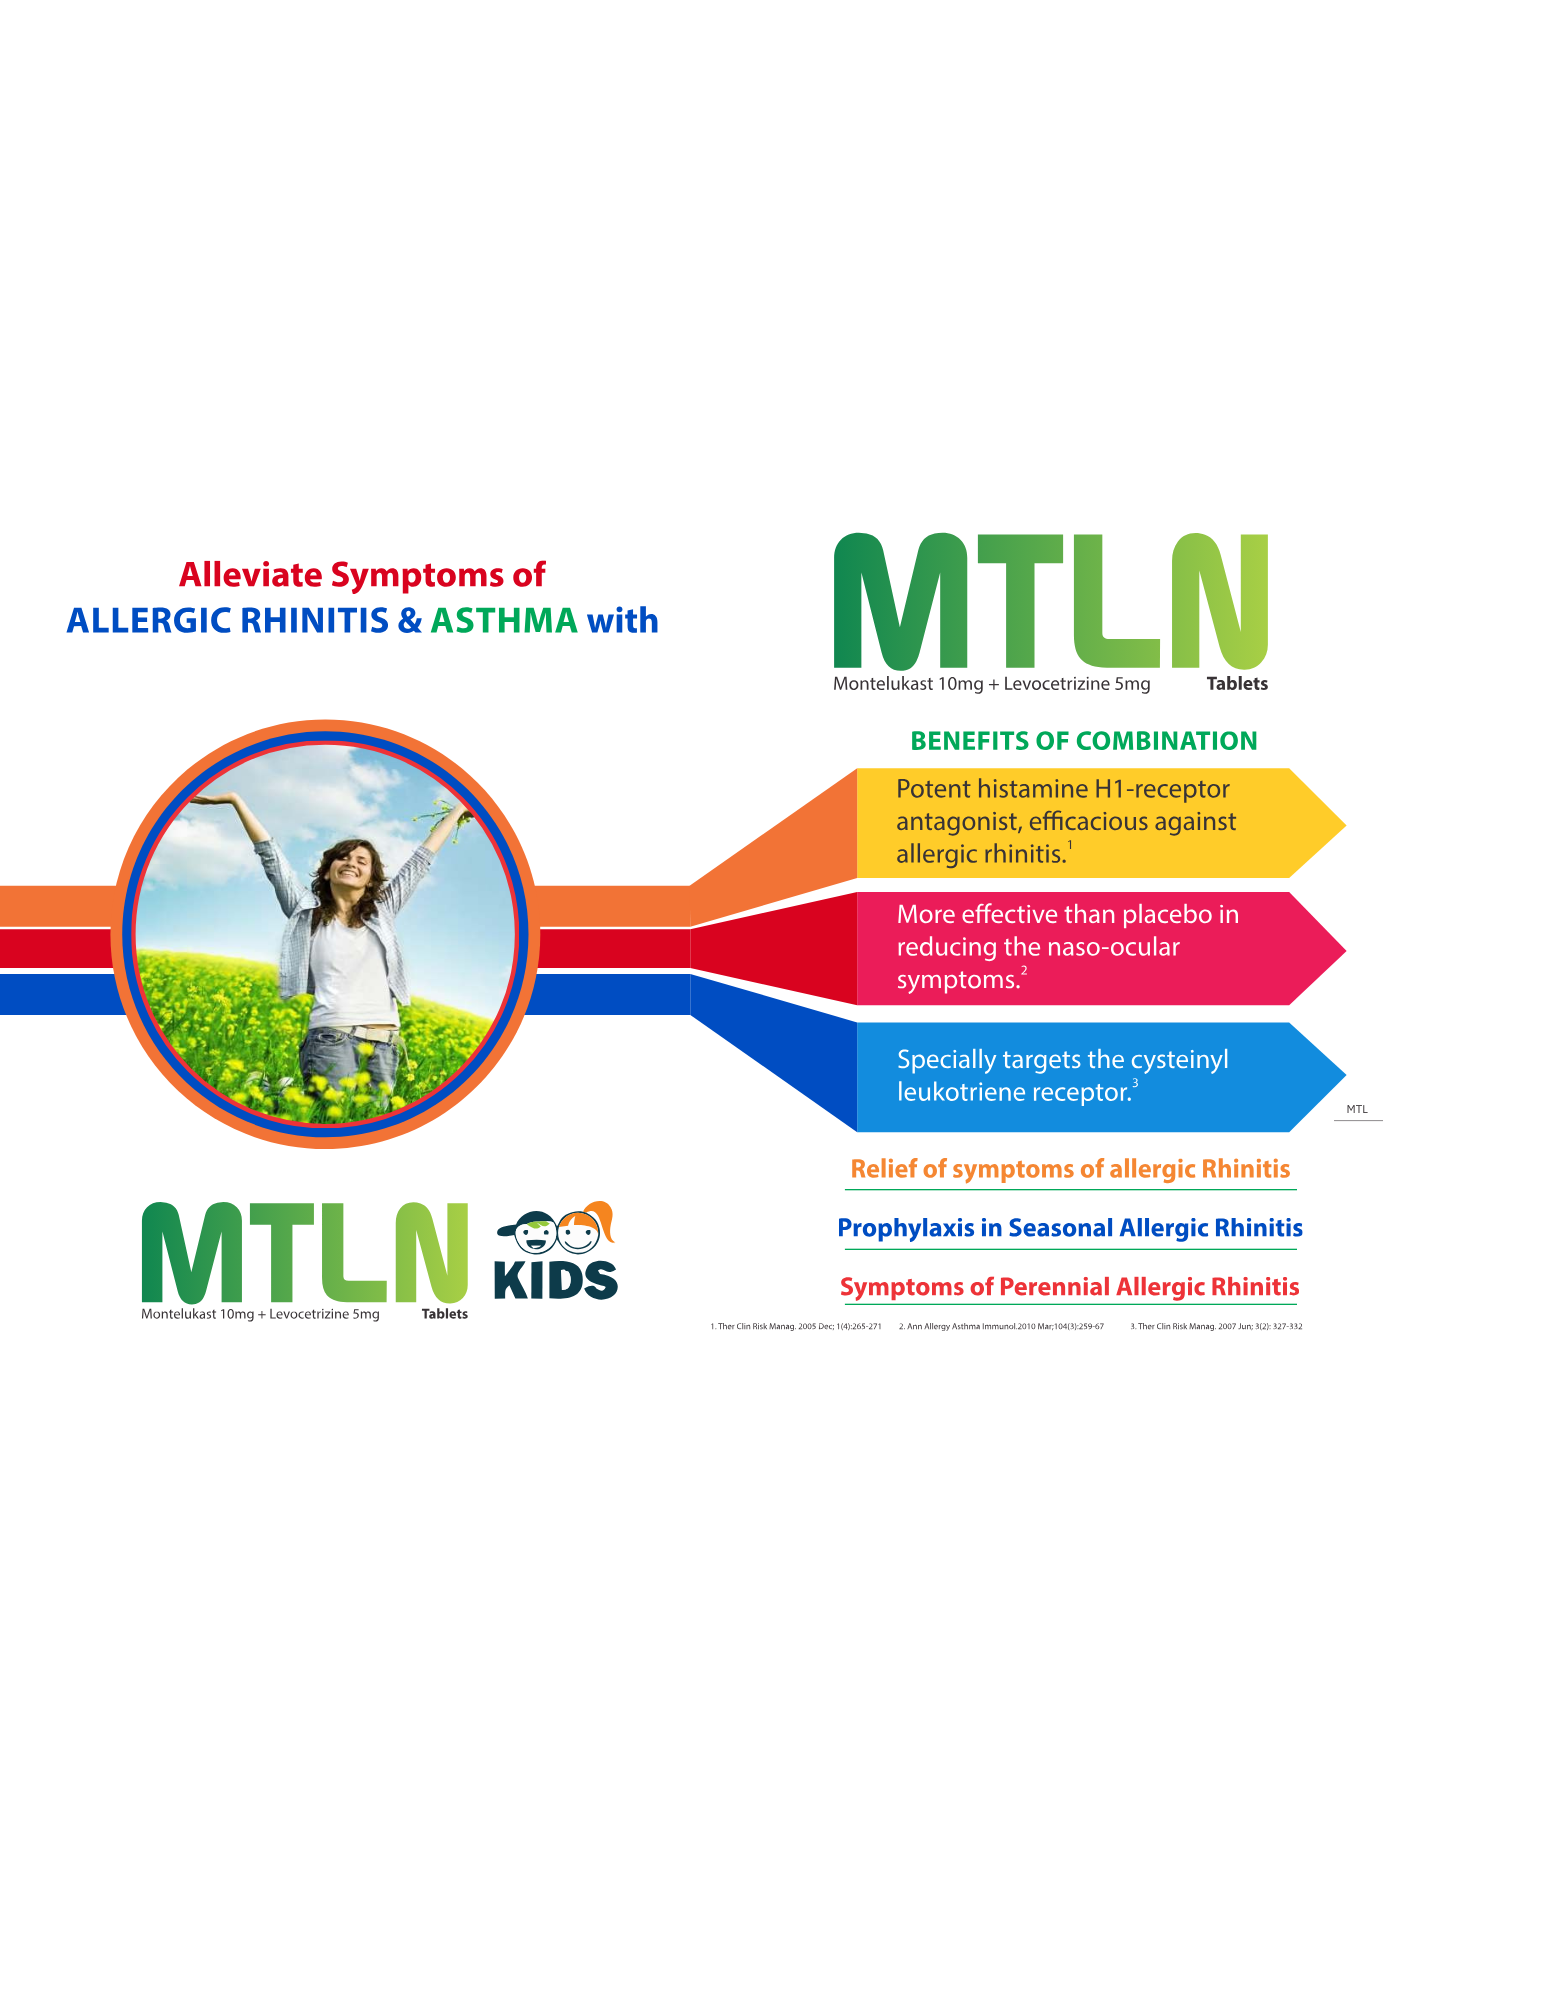 Alleviate Symptoms of
ALLERGIC RHINITIS & ASTHMA with
MTLN
Montelukast 10mg + Levocetrizine 5mg Tablets
KIDS
MTLN
Montelukast 10mg + Levocetrizine 5mg Tablets
BENEFITS OF COMBINATION
Potent histamine H1-receptor
antagonist, efficacious against
allergic rhinitis.1
More effective than placebo in
reducing the naso-ocular
symptoms.2
Specially targets the cysteinyl
leukotriene receptor.3
MTL
Relief of symptoms of allergic Rhinitis
Prophylaxis in Seasonal Allergic Rhinitis
Symptoms of Perennial Allergic Rhinitis
1. Ther Clin Risk Manag. 2005 Dec; 1(4):265-271 2. Ann Allergy Asthma Immunol.2010 Mar;104(3):259-67 3. Ther Clin Risk Manag. 2007 Jun; 3(2): 327-332